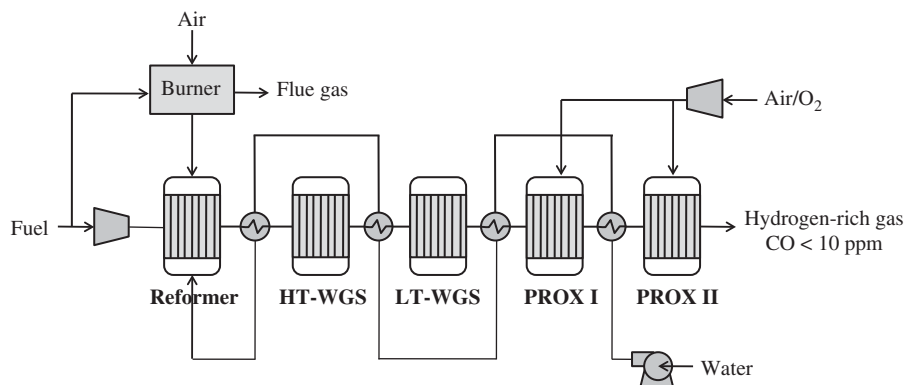 Air
Burner
Flue gas
Air/O₂
Fuel
Hydrogen-rich gas
CO < 10 ppm
Reformer
HT-WGS
LT-WGS
PROX I
PROX II
Water